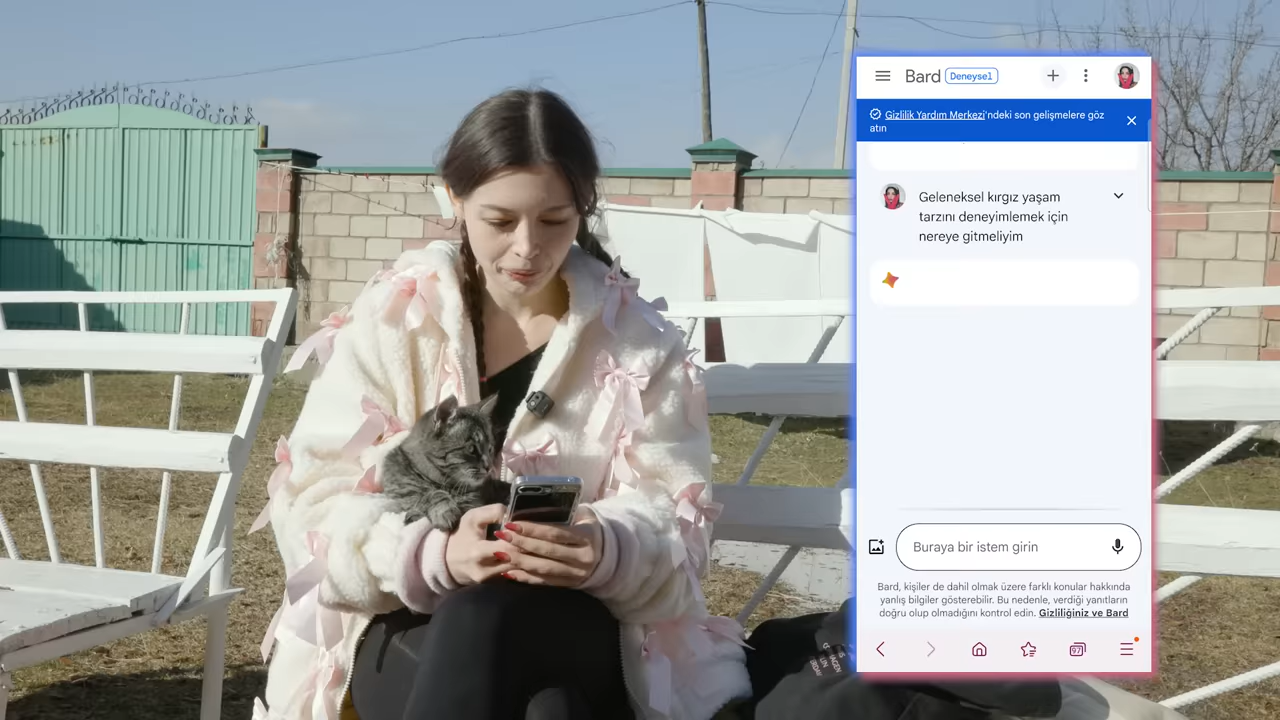 Bard Deneysel
Gizlilik Yardım Merkezi'ndeki son gelişmelere göz
atın
Geleneksel kırgız yaşam
tarzını deneyimlemek için
nereye gitmeliyim
Buraya bir istem girin
Bard, kişiler de dahil olmak üzere farklı konular hakkında
yanlış bilgiler gösterebilir. Bu nedenle, verdiği yanıtların
doğru olup olmadığını kontrol edin. Gizliliğiniz ve Bard
97